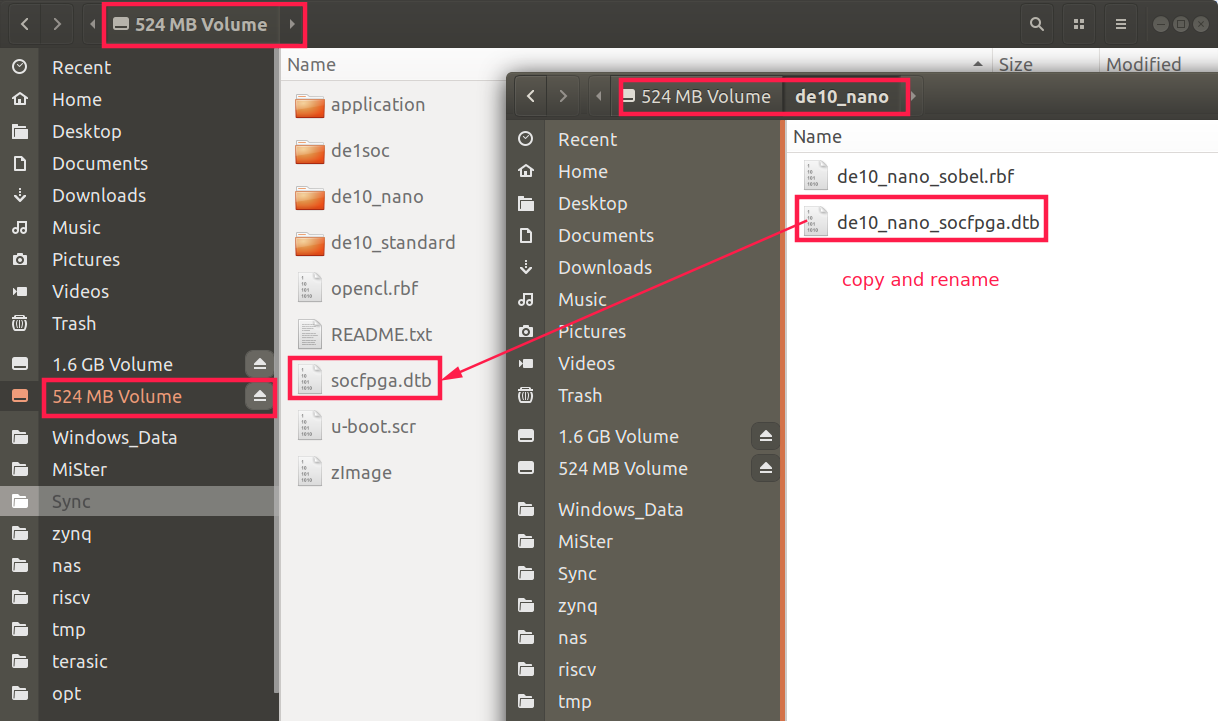 524 MB Volume
Recent
Home
Desktop
Documents
Downloads
Music
Pictures
Videos
Trash
1.6 GB Volume
524 MB Volume
Windows_Data
MiSter
Sync
zynq
nas
riscv
tmp
terasic
opt
Name
Size
Modified
application
de1soc
de10_nano
de10_standard
opencl.rbf
README.txt
socfpga.dtb
u-boot.scr
zImage
524 MB Volume de10_nano
Recent
Home
Desktop
Documents
Downloads
Music
Pictures
Videos
Trash
1.6 GB Volume
524 MB Volume
Windows_Data
MiSter
Sync
zynq
nas
riscv
tmp
Name
de10_nano_sobel.rbf
de10_nano_socfpga.dtb
copy and rename